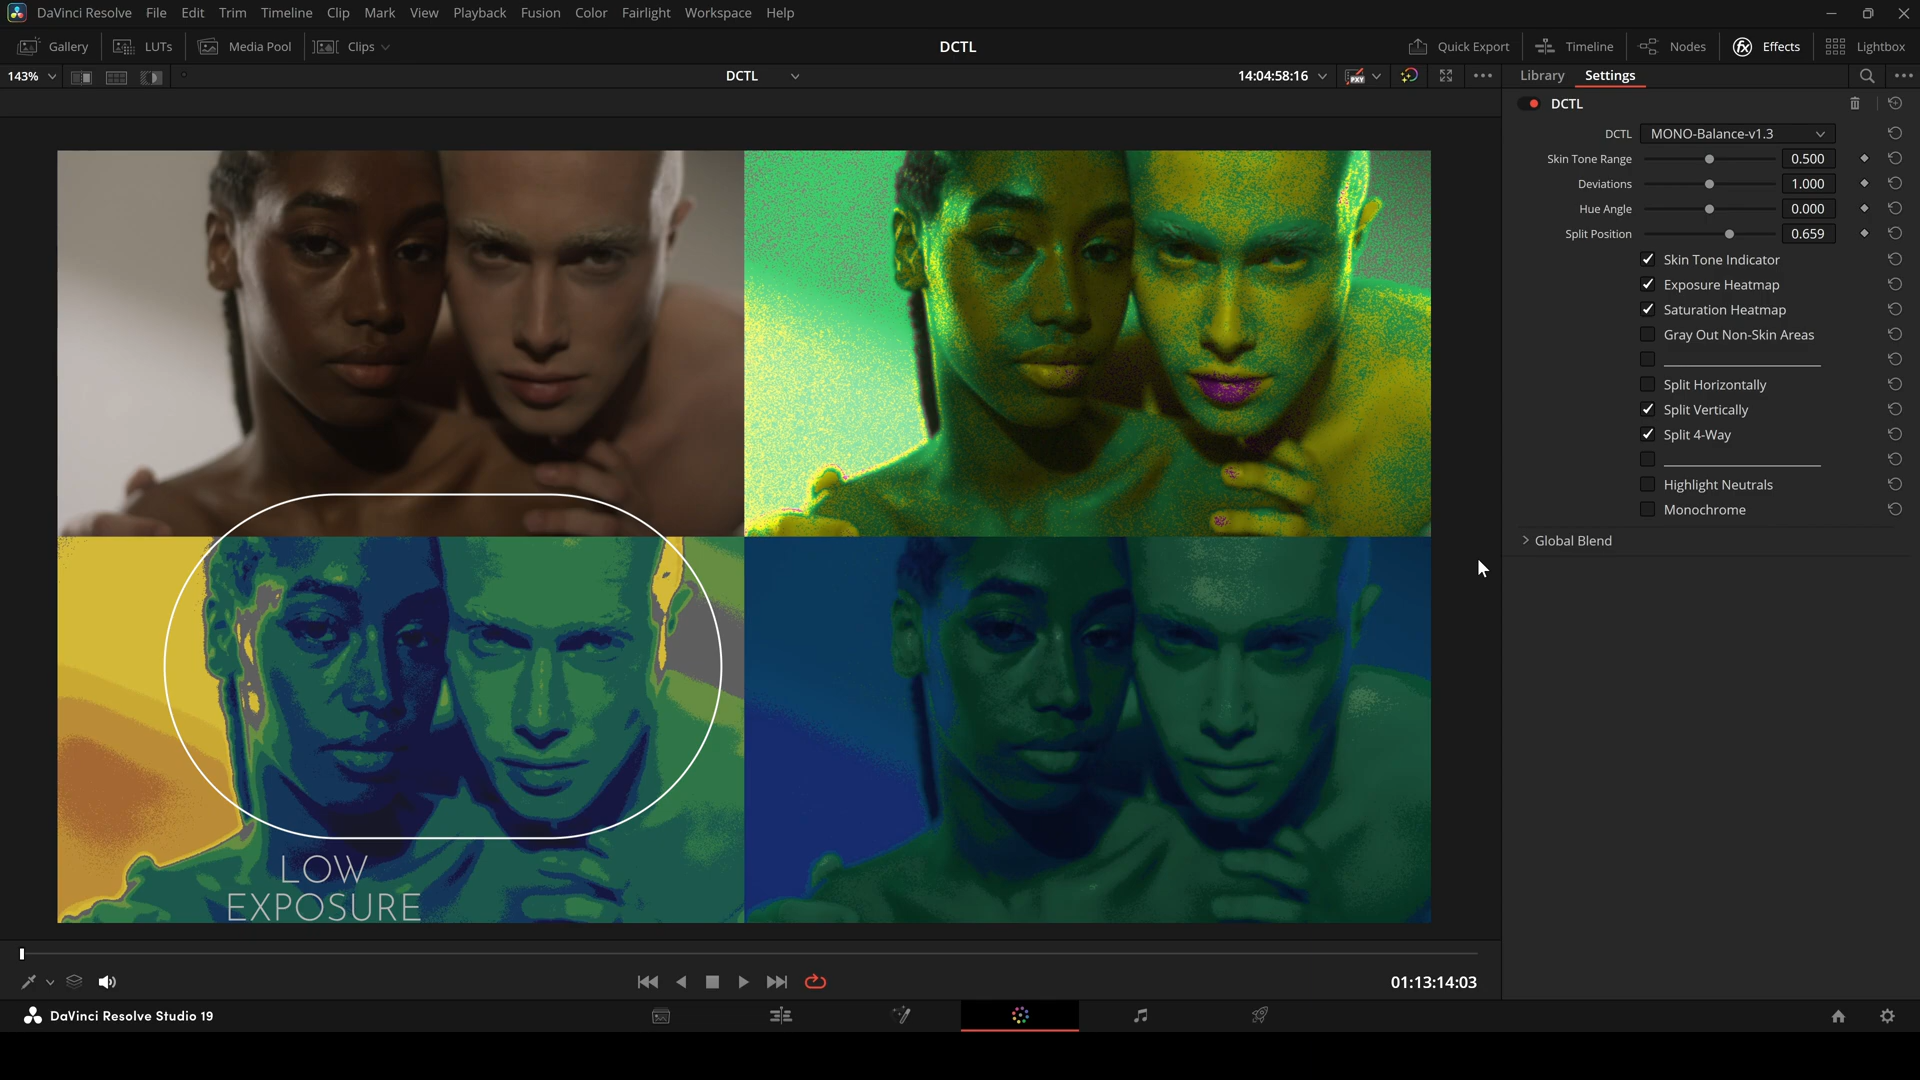 DaVinci Resolve File Edit Trim Timeline Clip Mark View Playback Fusion Color Fairlight Workspace Help
Gallery LUTs Media Pool Clips DCTL Quick Export Timeline Nodes Effects Lightbox
143% DCTL 14:04:58:16 PXY Library Settings
DCTL
DCTL MONO-Balance-v1.3
Skin Tone Range 0.500
Deviations 1.000
Hue Angle 0.000
Split Position 0.659
Skin Tone Indicator
Exposure Heatmap
Saturation Heatmap
Gray Out Non-Skin Areas
Split Horizontally
Split Vertically
Split 4-Way
Highlight Neutrals
Monochrome
Global Blend
LOW
EXPOSURE
01:13:14:03
DaVinci Resolve Studio 19